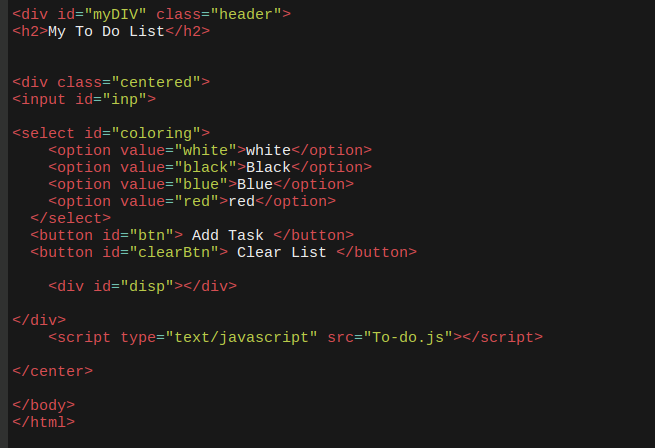 <div id="myDIV" class="header">
<h2>My To Do List</h2>
<div class="centered">
<input id="inp">
<select id="coloring">
<option value="white">white</option>
<option value="black">Black</option>
<option value="blue">Blue</option>
<option value="red">red</option>
</select>
<button id="btn"> Add Task </button>
<button id="clearBtn"> Clear List </button>
<div id="disp"></div>
</div>
<script type="text/javascript" src="To-do.js"></script>
</center>
</body>
</html>